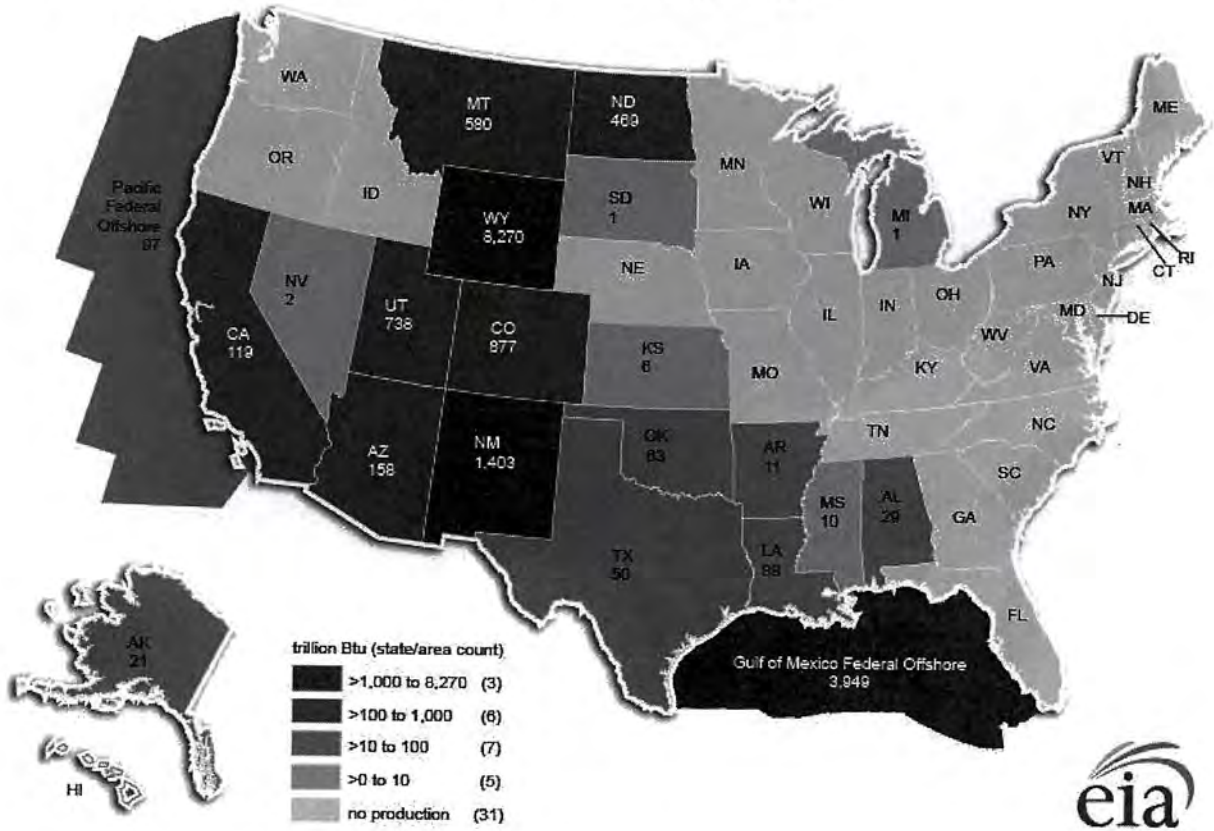 WA
MT
580
ND
469
ME
OR
ID
MN
VT
NH
Pacific
Federal
Offshore
97
WY
8,270
SD
1
WI
MI
1
NY
MA
RI
CT
NV
2
NE
IA
PA
NJ
UT
738
CO
877
IL
IN
OH
MD
DE
CA
119
KS
6
MO
WV
KY
VA
AZ
158
NM
1,403
OK
63
AR
11
TN
NC
SC
MS
10
AL
29
GA
TX
50
LA
FL
AK
21
HI
Gulf of Mexico Federal Offshore
3,949
trillion Btu (state/area count)
>1,000 to 8,270 (3)
>100 to 1,000 (6)
>10 to 100 (7)
>0 to 10 (5)
no production (31)
eia